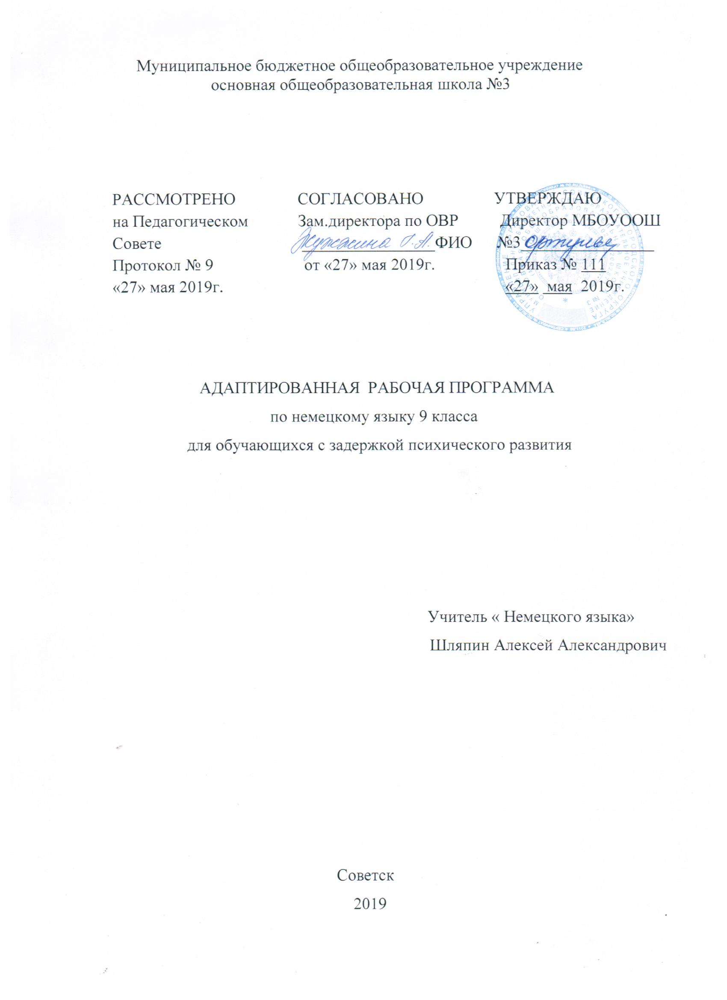 Муниципальное бюджетное общеобразовательное учреждение
основная общеобразовательная школа №3
РАССМОТРЕНО
на Педагогическом
Совете
Протокол № 9
«27» мая 2019г.
СОГЛАСОВАНО
Зам.директора по ОВР
Жужжина Г.А. ФИО
от «27» мая 2019г.
УТВЕРЖДАЮ
Директор МБОУООШ
№3
Приказ № 111
«27» мая 2019г.
АДАПТИРОВАННАЯ РАБОЧАЯ ПРОГРАММА
по немецкому языку 9 класса
для обучающихся с задержкой психического развития
Учитель « Немецкого языка»
Шляпин Алексей Александрович
Советск
2019